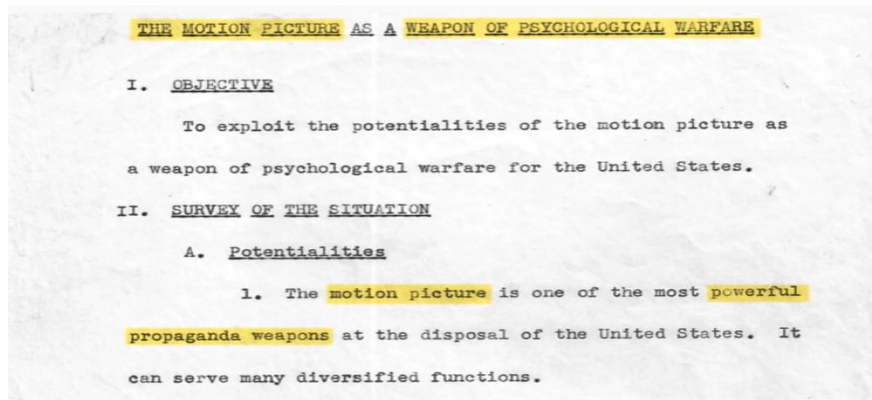 THE MOTION PICTURE AS A WEAPON OF PSYCHOLOGICAL WARFARE
I. OBJECTIVE
To exploit the potentialities of the motion picture as
a weapon of psychological warfare for the United States.
II. SURVEY OF THE SITUATION
A. Potentialities
1. The motion picture is one of the most powerful
propaganda weapons at the disposal of the United States. It
can serve many diversified functions.